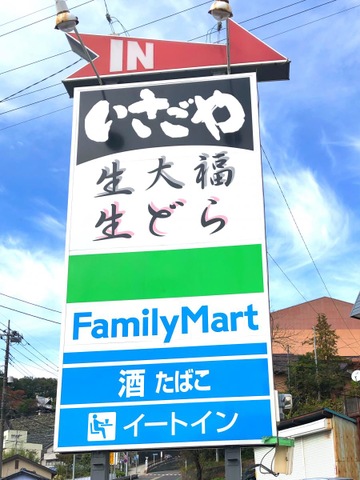 IN
いさごや
生大福
生どら
FamilyMart
酒 たばこ
イートイン